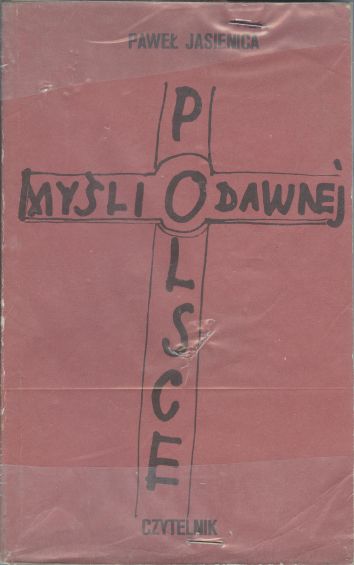 PAWEŁ JASIENICA
MYŚLI O DAWNEJ
POLSCE
CZYTELNIK